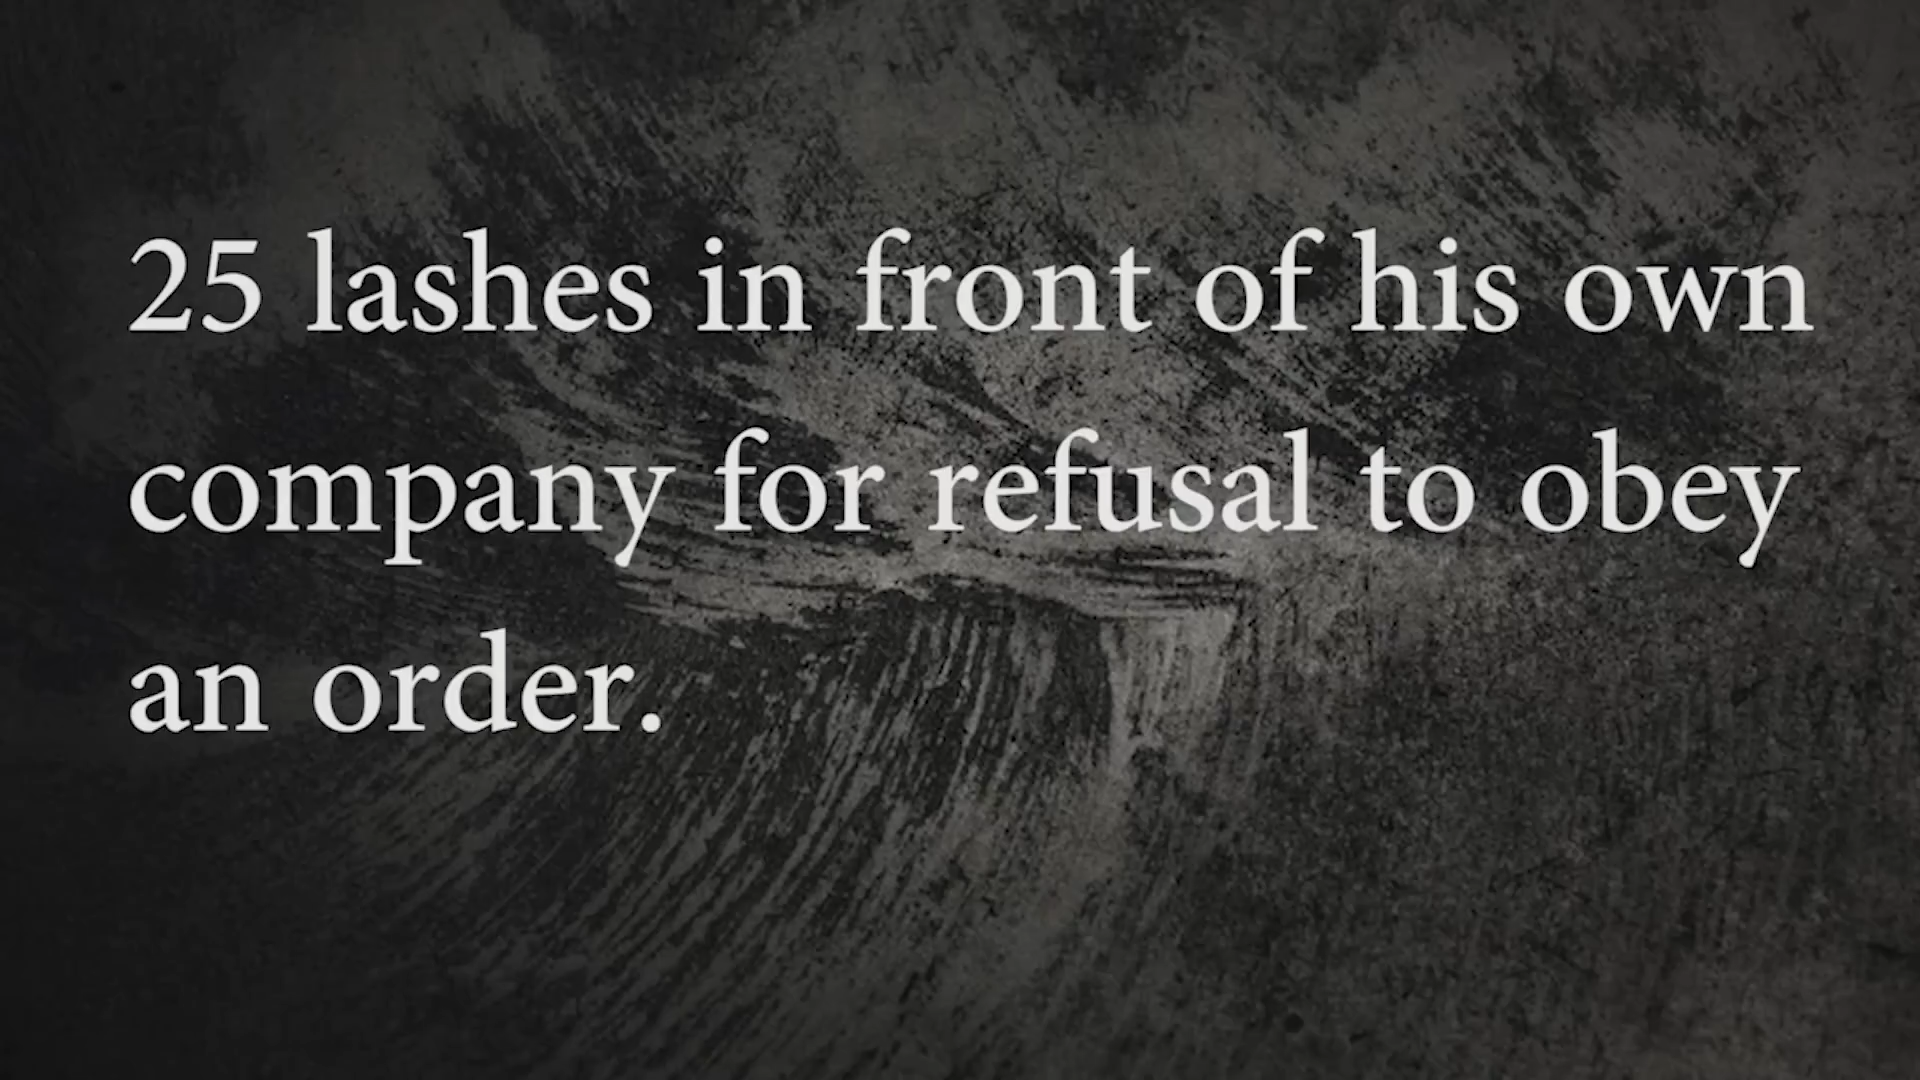 25 lashes in front of his own
company for refusal to obey
an order.